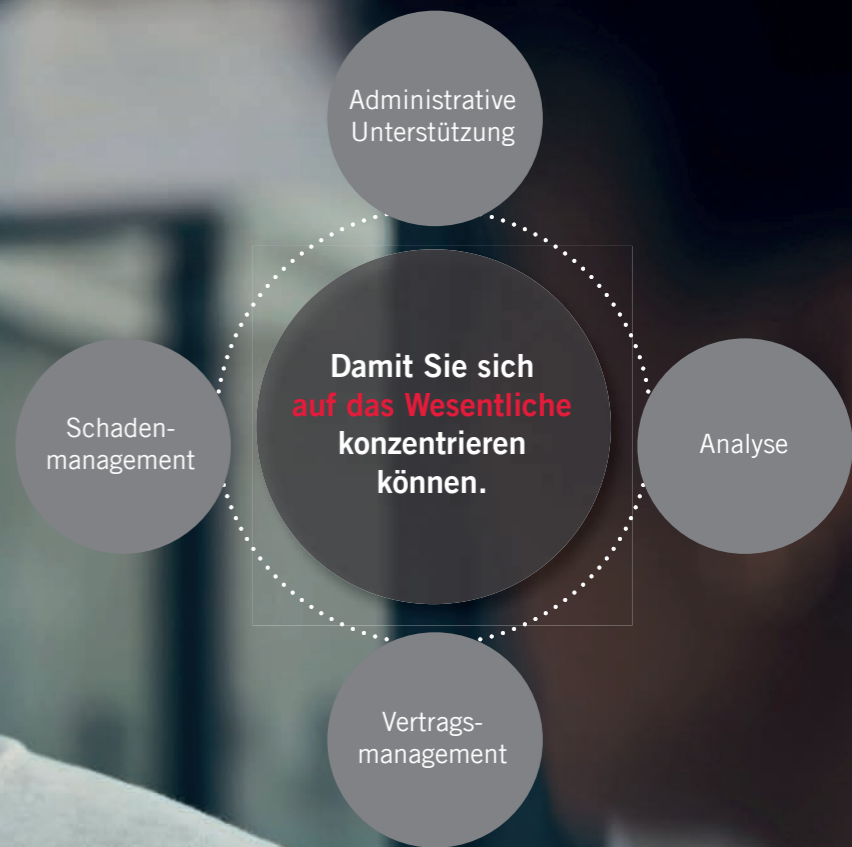 Administrative
Unterstützung
Damit Sie sich
auf das Wesentliche
konzentrieren
können.
Schaden-
management
Analyse
Vertrags-
management